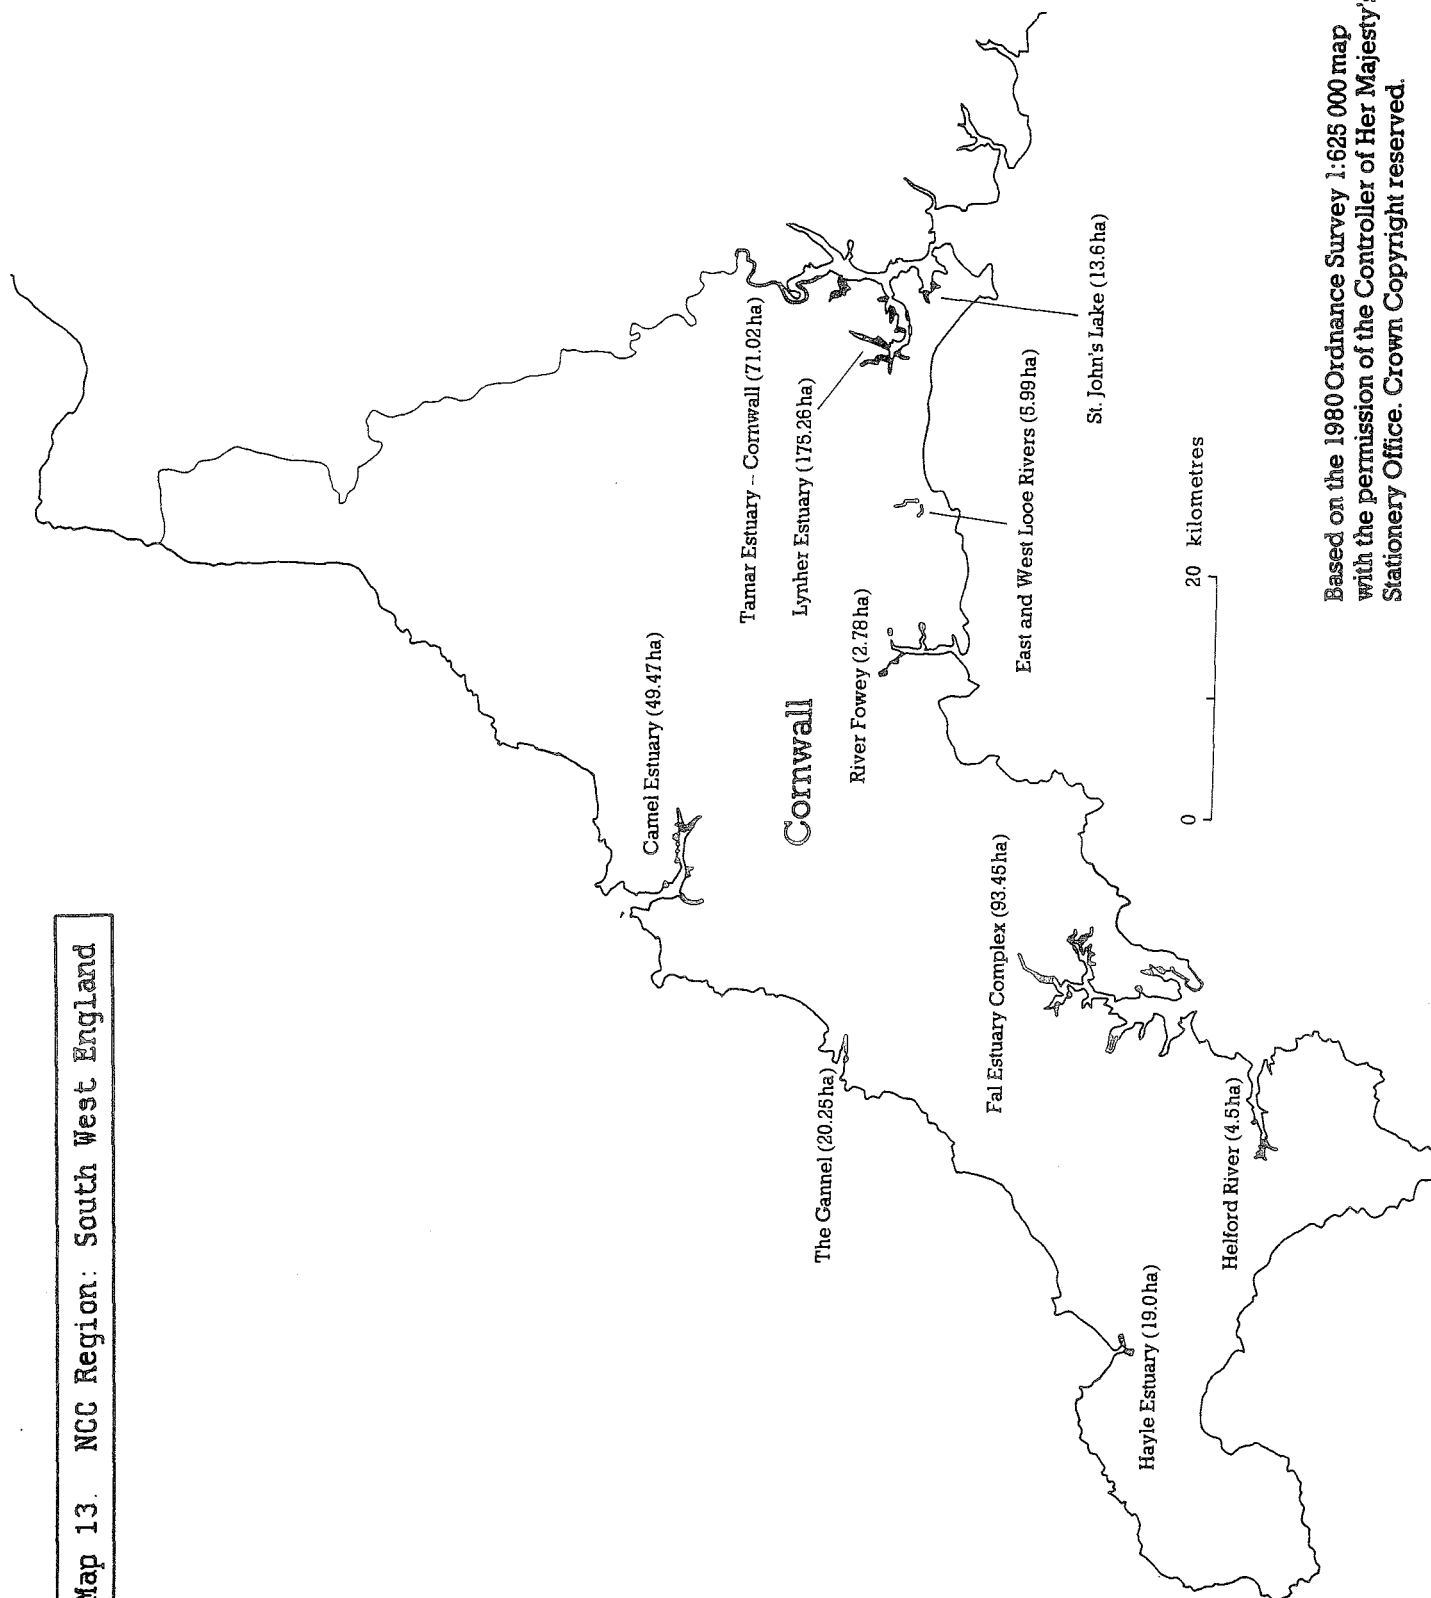 Map 13. NCC Region: South West England
Camel Estuary (49.47ha)
The Gannel (20.25ha)
Hayle Estuary (19.0ha)
Cornwall
Tamar Estuary -- Cornwall (71.02ha)
Lynher Estuary (175.26ha)
River Fowey (2.78ha)
Fal Estuary Complex (93.45ha)
Helford River (4.5ha)
East and West Looe Rivers (5.99ha)
St. John's Lake (13.6ha)
0 20 kilometres
Based on the 1980 Ordnance Survey 1:625 000 map
with the permission of the Controller of Her Majesty's
Stationery Office. Crown Copyright reserved.